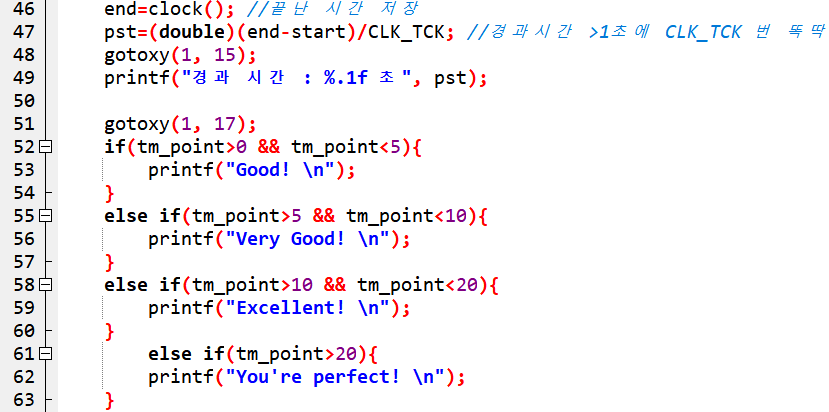 46 end=clock(); //끝난 시간 저장
47 pst=(double)(end-start)/CLK_TCK; //경과시간 >1초에 CLK_TCK 번 똑딱
48 gotoxy(1, 15);
49 printf("경과 시간 : %.1f 초", pst);
50
51 gotoxy(1, 17);
52 if(tm_point>0 && tm_point<5){
53 printf("Good! \n");
54 }
55 else if(tm_point>5 && tm_point<10){
56 printf("Very Good! \n");
57 }
58 else if(tm_point>10 && tm_point<20){
59 printf("Excellent! \n");
60 }
61 else if(tm_point>20){
62 printf("You're perfect! \n");
63 }